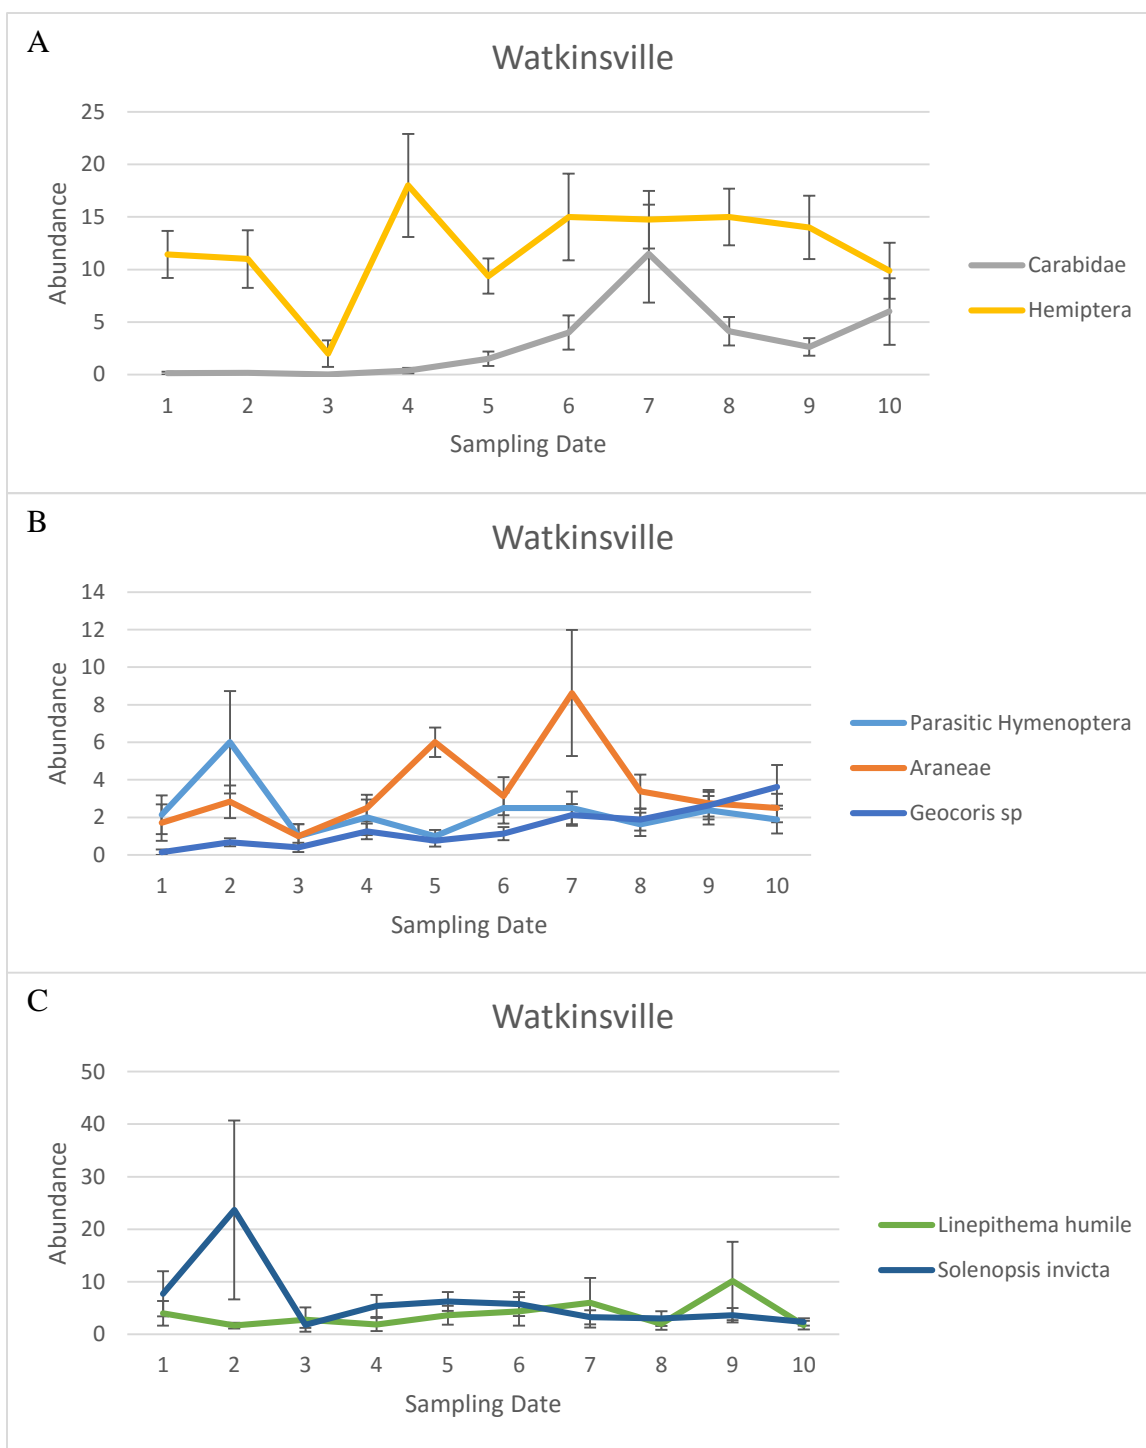 A
Watkinsville
25
20
15
10
5
0
Abundance
1 2 3 4 5 6 7 8 9 10
Sampling Date
Carabidae
Hemiptera
B
Watkinsville
14
12
10
8
6
4
2
0
Abundance
1 2 3 4 5 6 7 8 9 10
Sampling Date
Parasitic Hymenoptera
Araneae
Geocoris sp
C
Watkinsville
50
40
30
20
10
0
Abundance
1 2 3 4 5 6 7 8 9 10
Sampling Date
Linepithema humile
Solenopsis invicta